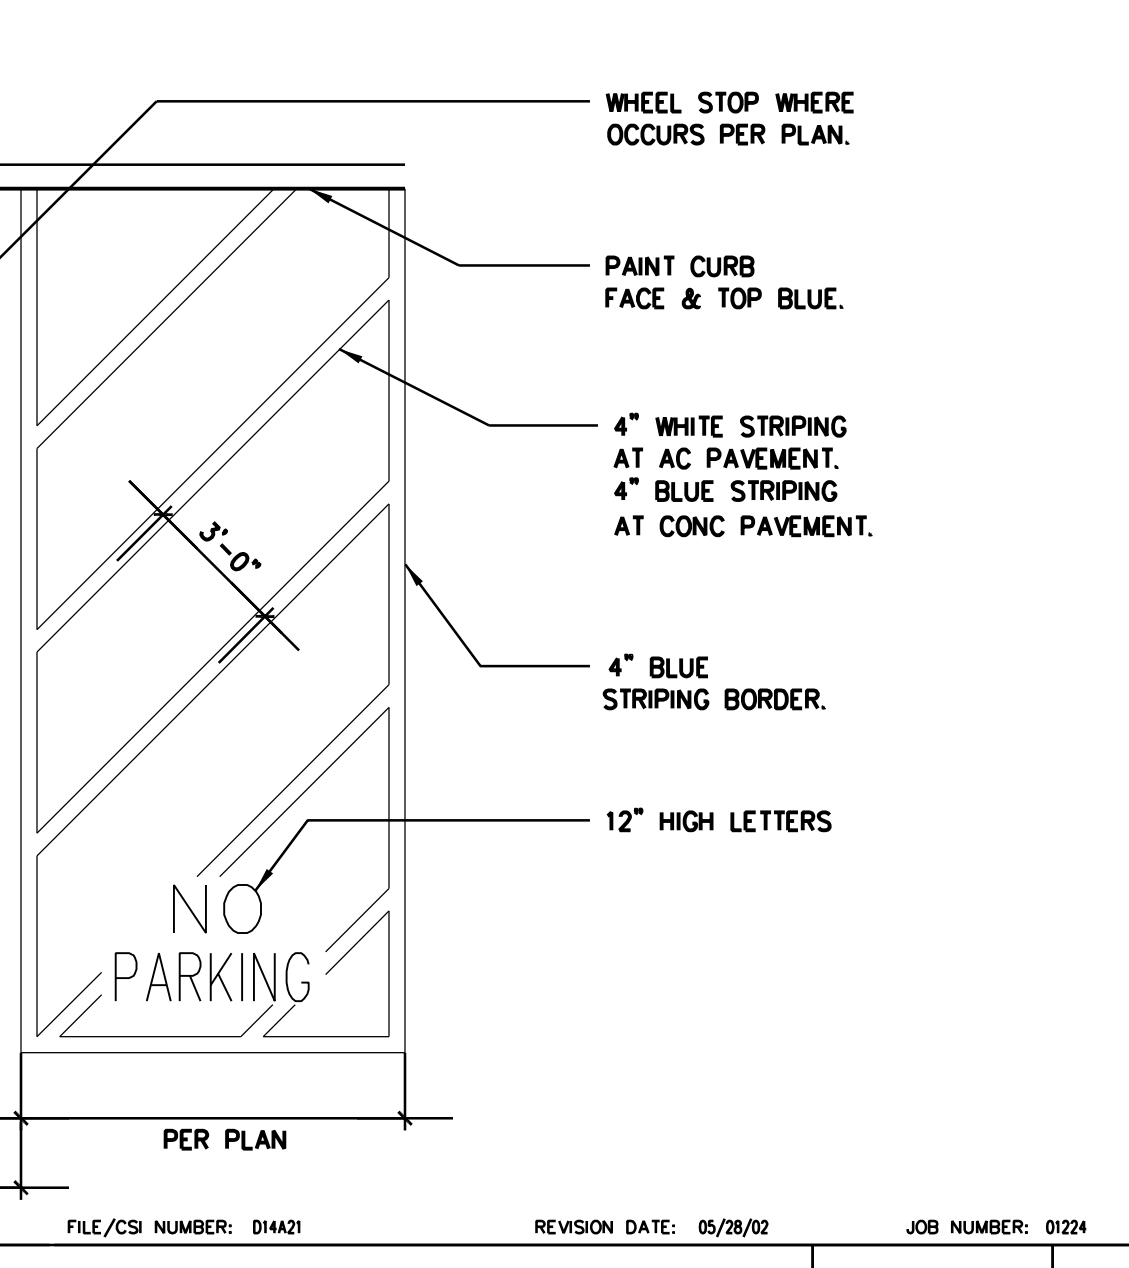 WHEEL STOP WHERE
OCCURS PER PLAN.
PAINT CURB
FACE & TOP BLUE.
4" WHITE STRIPING
AT AC PAVEMENT.
4" BLUE STRIPING
AT CONC PAVEMENT.
3'-0"
4" BLUE
STRIPING BORDER.
12" HIGH LETTERS
NO
PARKING
PER PLAN
FILE/CSI NUMBER: D14A21 REVISION DATE: 05/28/02 JOB NUMBER: 01224